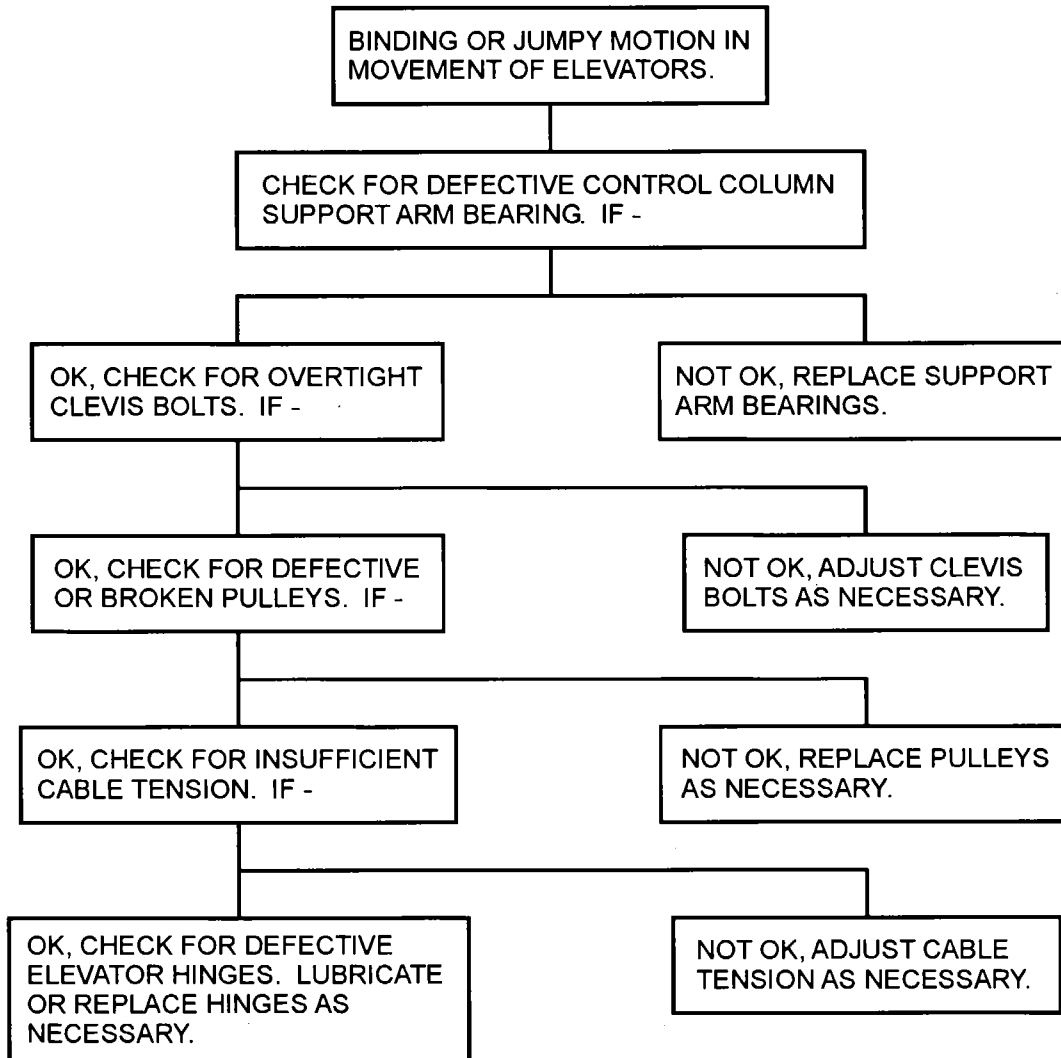 BINDING OR JUMPY MOTION IN
MOVEMENT OF ELEVATORS.
CHECK FOR DEFECTIVE CONTROL COLUMN
SUPPORT ARM BEARING. IF -
OK, CHECK FOR OVERTIGHT
CLEVIS BOLTS. IF -
NOT OK, REPLACE SUPPORT
ARM BEARINGS.
OK, CHECK FOR DEFECTIVE
OR BROKEN PULLEYS. IF -
NOT OK, ADJUST CLEVIS
BOLTS AS NECESSARY.
OK, CHECK FOR INSUFFICIENT
CABLE TENSION. IF -
NOT OK, REPLACE PULLEYS
AS NECESSARY.
OK, CHECK FOR DEFECTIVE
ELEVATOR HINGES. LUBRICATE
OR REPLACE HINGES AS
NECESSARY.
NOT OK, ADJUST CABLE
TENSION AS NECESSARY.